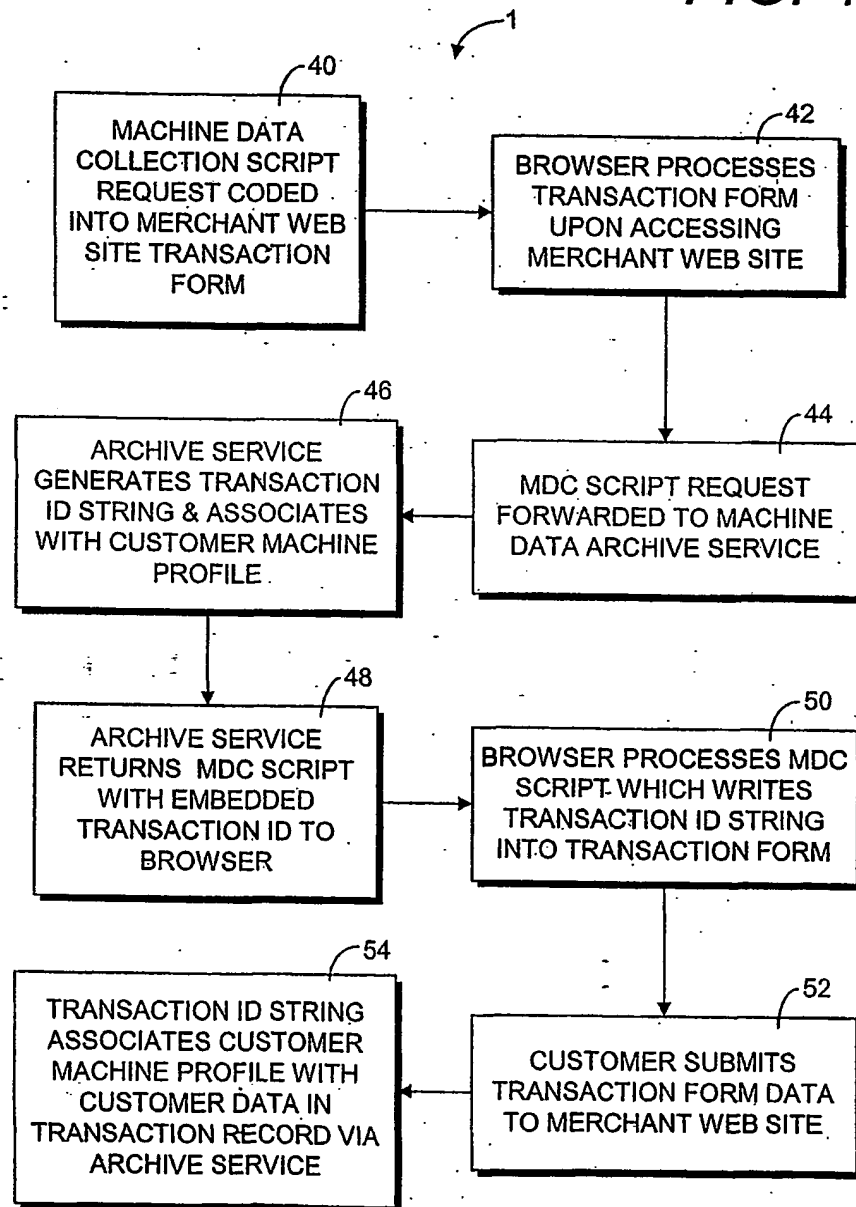 1
40
MACHINE DATA
COLLECTION SCRIPT
REQUEST CODED
INTO MERCHANT WEB
SITE TRANSACTION
FORM
42
BROWSER PROCESSES
TRANSACTION FORM
UPON ACCESSING
MERCHANT WEB SITE
44
MDC SCRIPT REQUEST
FORWARDED TO MACHINE
DATA ARCHIVE SERVICE
46
ARCHIVE SERVICE
GENERATES TRANSACTION
ID STRING & ASSOCIATES
WITH CUSTOMER MACHINE
PROFILE
48
ARCHIVE SERVICE
RETURNS MDC SCRIPT
WITH EMBEDDED
TRANSACTION ID TO
BROWSER
50
BROWSER PROCESSES MDC
SCRIPT WHICH WRITES
TRANSACTION ID STRING
INTO TRANSACTION FORM
52
CUSTOMER SUBMITS
TRANSACTION FORM DATA
TO MERCHANT WEB SITE
54
TRANSACTION ID STRING
ASSOCIATES CUSTOMER
MACHINE PROFILE WITH
CUSTOMER DATA IN
TRANSACTION RECORD VIA
ARCHIVE SERVICE